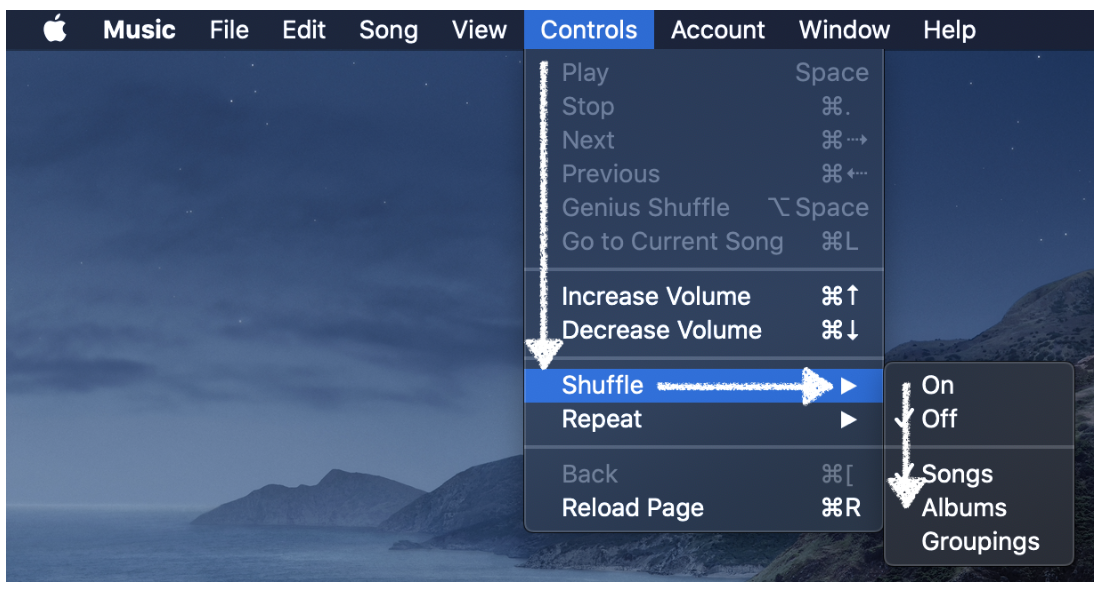 Music File Edit Song View Controls Account Window Help
Play Space
Stop ⌘.
Next ⌘⇢
Previous ⌘⇠
Genius Shuffle ⌥Space
Go to Current Song ⌘L
Increase Volume ⌘↑
Decrease Volume ⌘↓
Shuffle ▶
Repeat ▶
Back ⌘[
Reload Page ⌘R
On
✓ Off
✓ Songs
Albums
Groupings